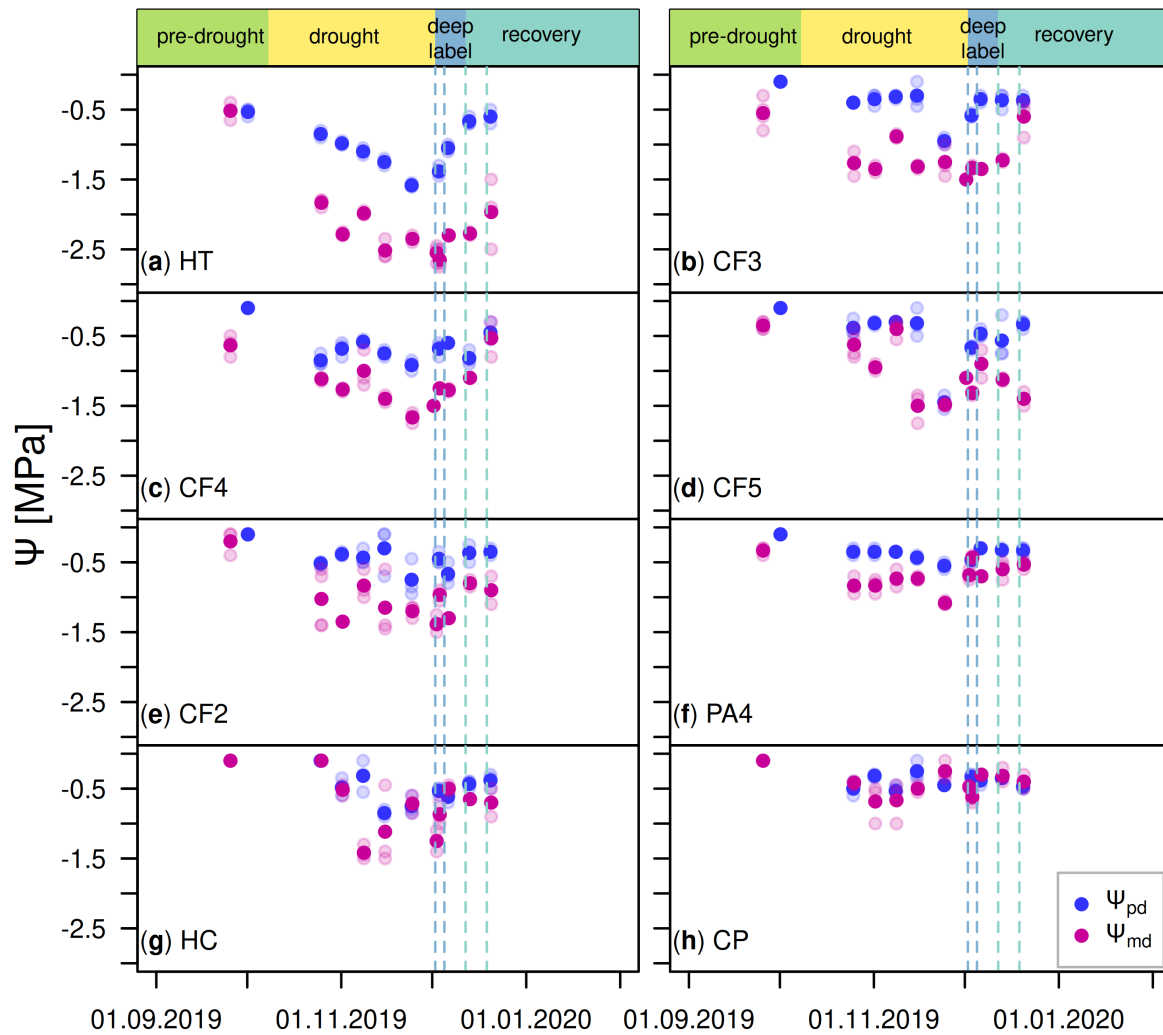 pre-drought drought deep label recovery pre-drought drought deep label recovery
-0.5
-1.5
-2.5
(a) HT
(b) CF3
-0.5
-1.5
-2.5
(c) CF4
(d) CF5
Ψ [MPa]
-0.5
-1.5
-2.5
(e) CF2
(f) PA4
-0.5
-1.5
-2.5
(g) HC
(h) CP
Ψpd
Ψmd
01.09.2019 01.11.2019 01.01.2020 01.09.2019 01.11.2019 01.01.2020